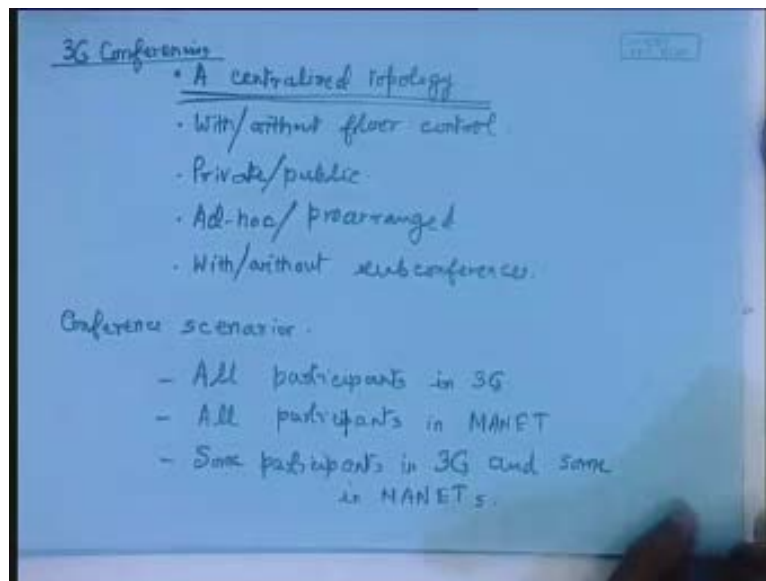 3G Conferencing
· A centralized topology
· With/without floor control
· Private/public.
· Ad-hoc/prearranged
· With/without subconferences.
Conference scenarios.
- All participants in 3G
- All participants in MANET
- Some participants in 3G and some
in MANETs.